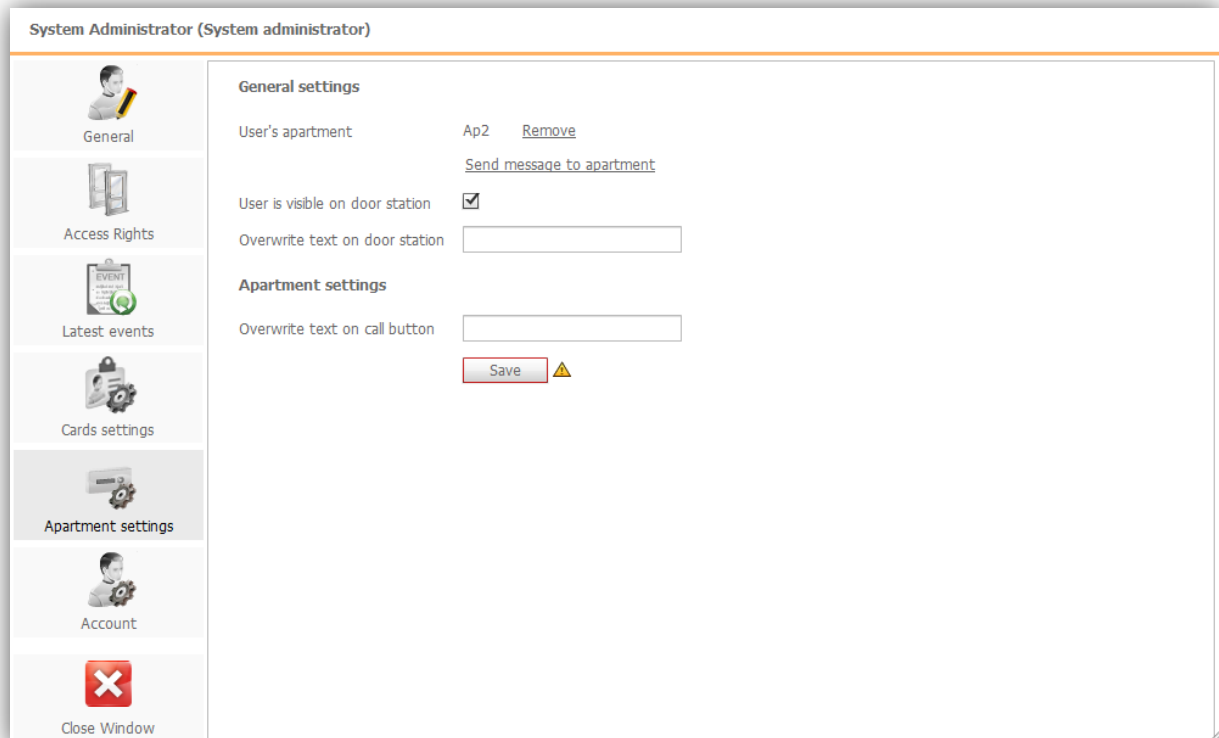 System Administrator (System administrator)
General
Access Rights
EVENT
Latest events
Cards settings
Apartment settings
Account
Close Window
General settings
User's apartment Ap2 Remove
Send message to apartment
User is visible on door station
Overwrite text on door station
Apartment settings
Overwrite text on call button
Save